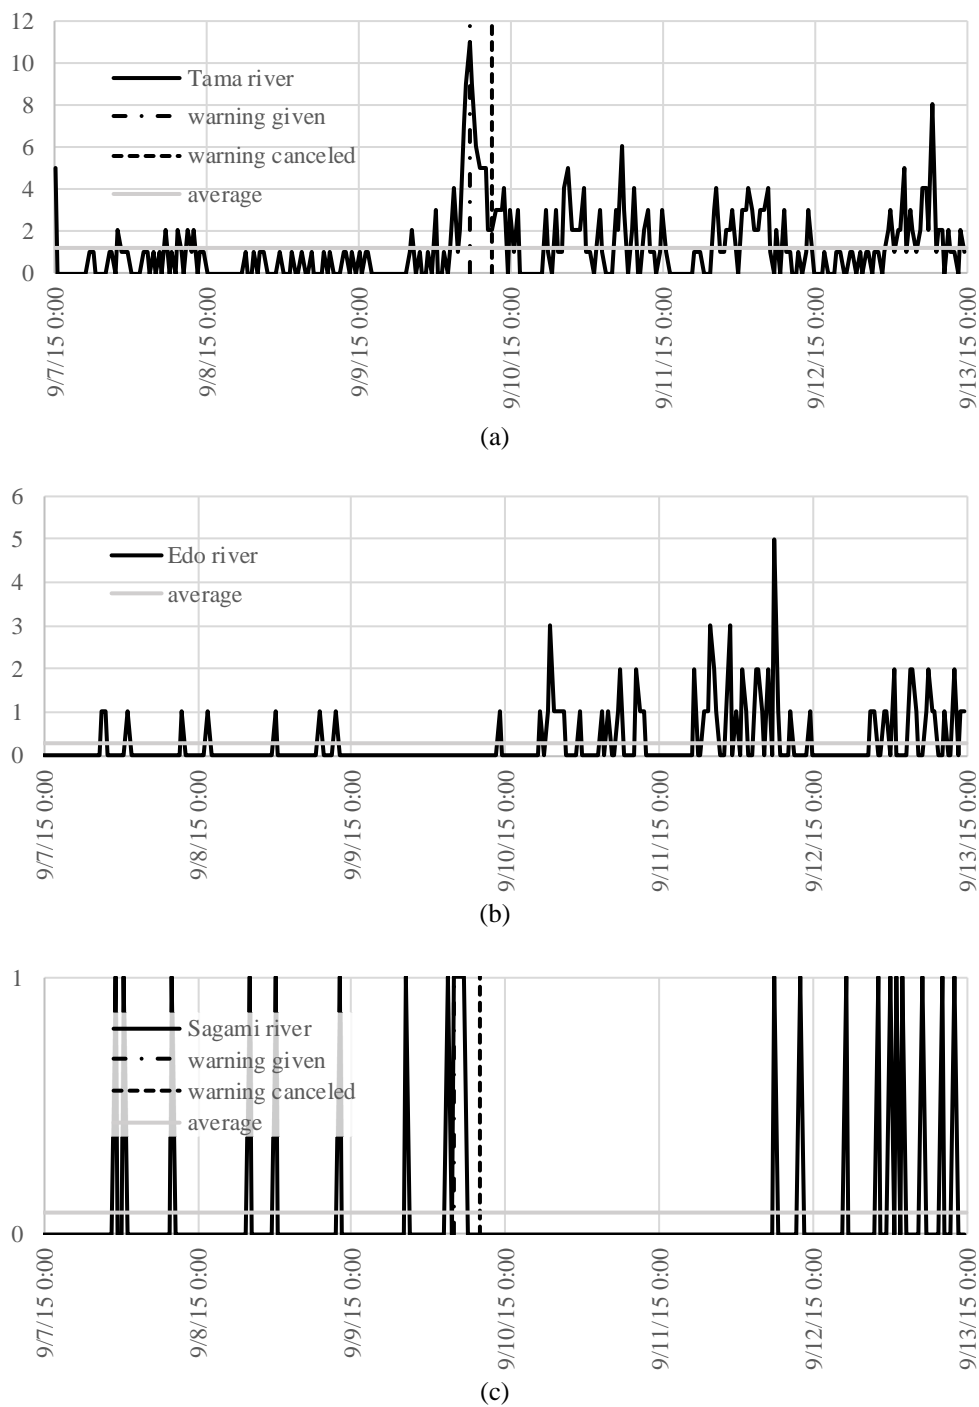 12
10
8
6
4
2
0
Tama river
warning given
warning canceled
average
9/7/15 0:00
9/8/15 0:00
9/9/15 0:00
9/10/15 0:00
9/11/15 0:00
9/12/15 0:00
9/13/15 0:00
(a)
6
5
4
3
2
1
0
Edo river
average
9/7/15 0:00
9/8/15 0:00
9/9/15 0:00
9/10/15 0:00
9/11/15 0:00
9/12/15 0:00
9/13/15 0:00
(b)
1
0
Sagami river
warning given
warning canceled
average
9/7/15 0:00
9/8/15 0:00
9/9/15 0:00
9/10/15 0:00
9/11/15 0:00
9/12/15 0:00
9/13/15 0:00
(c)